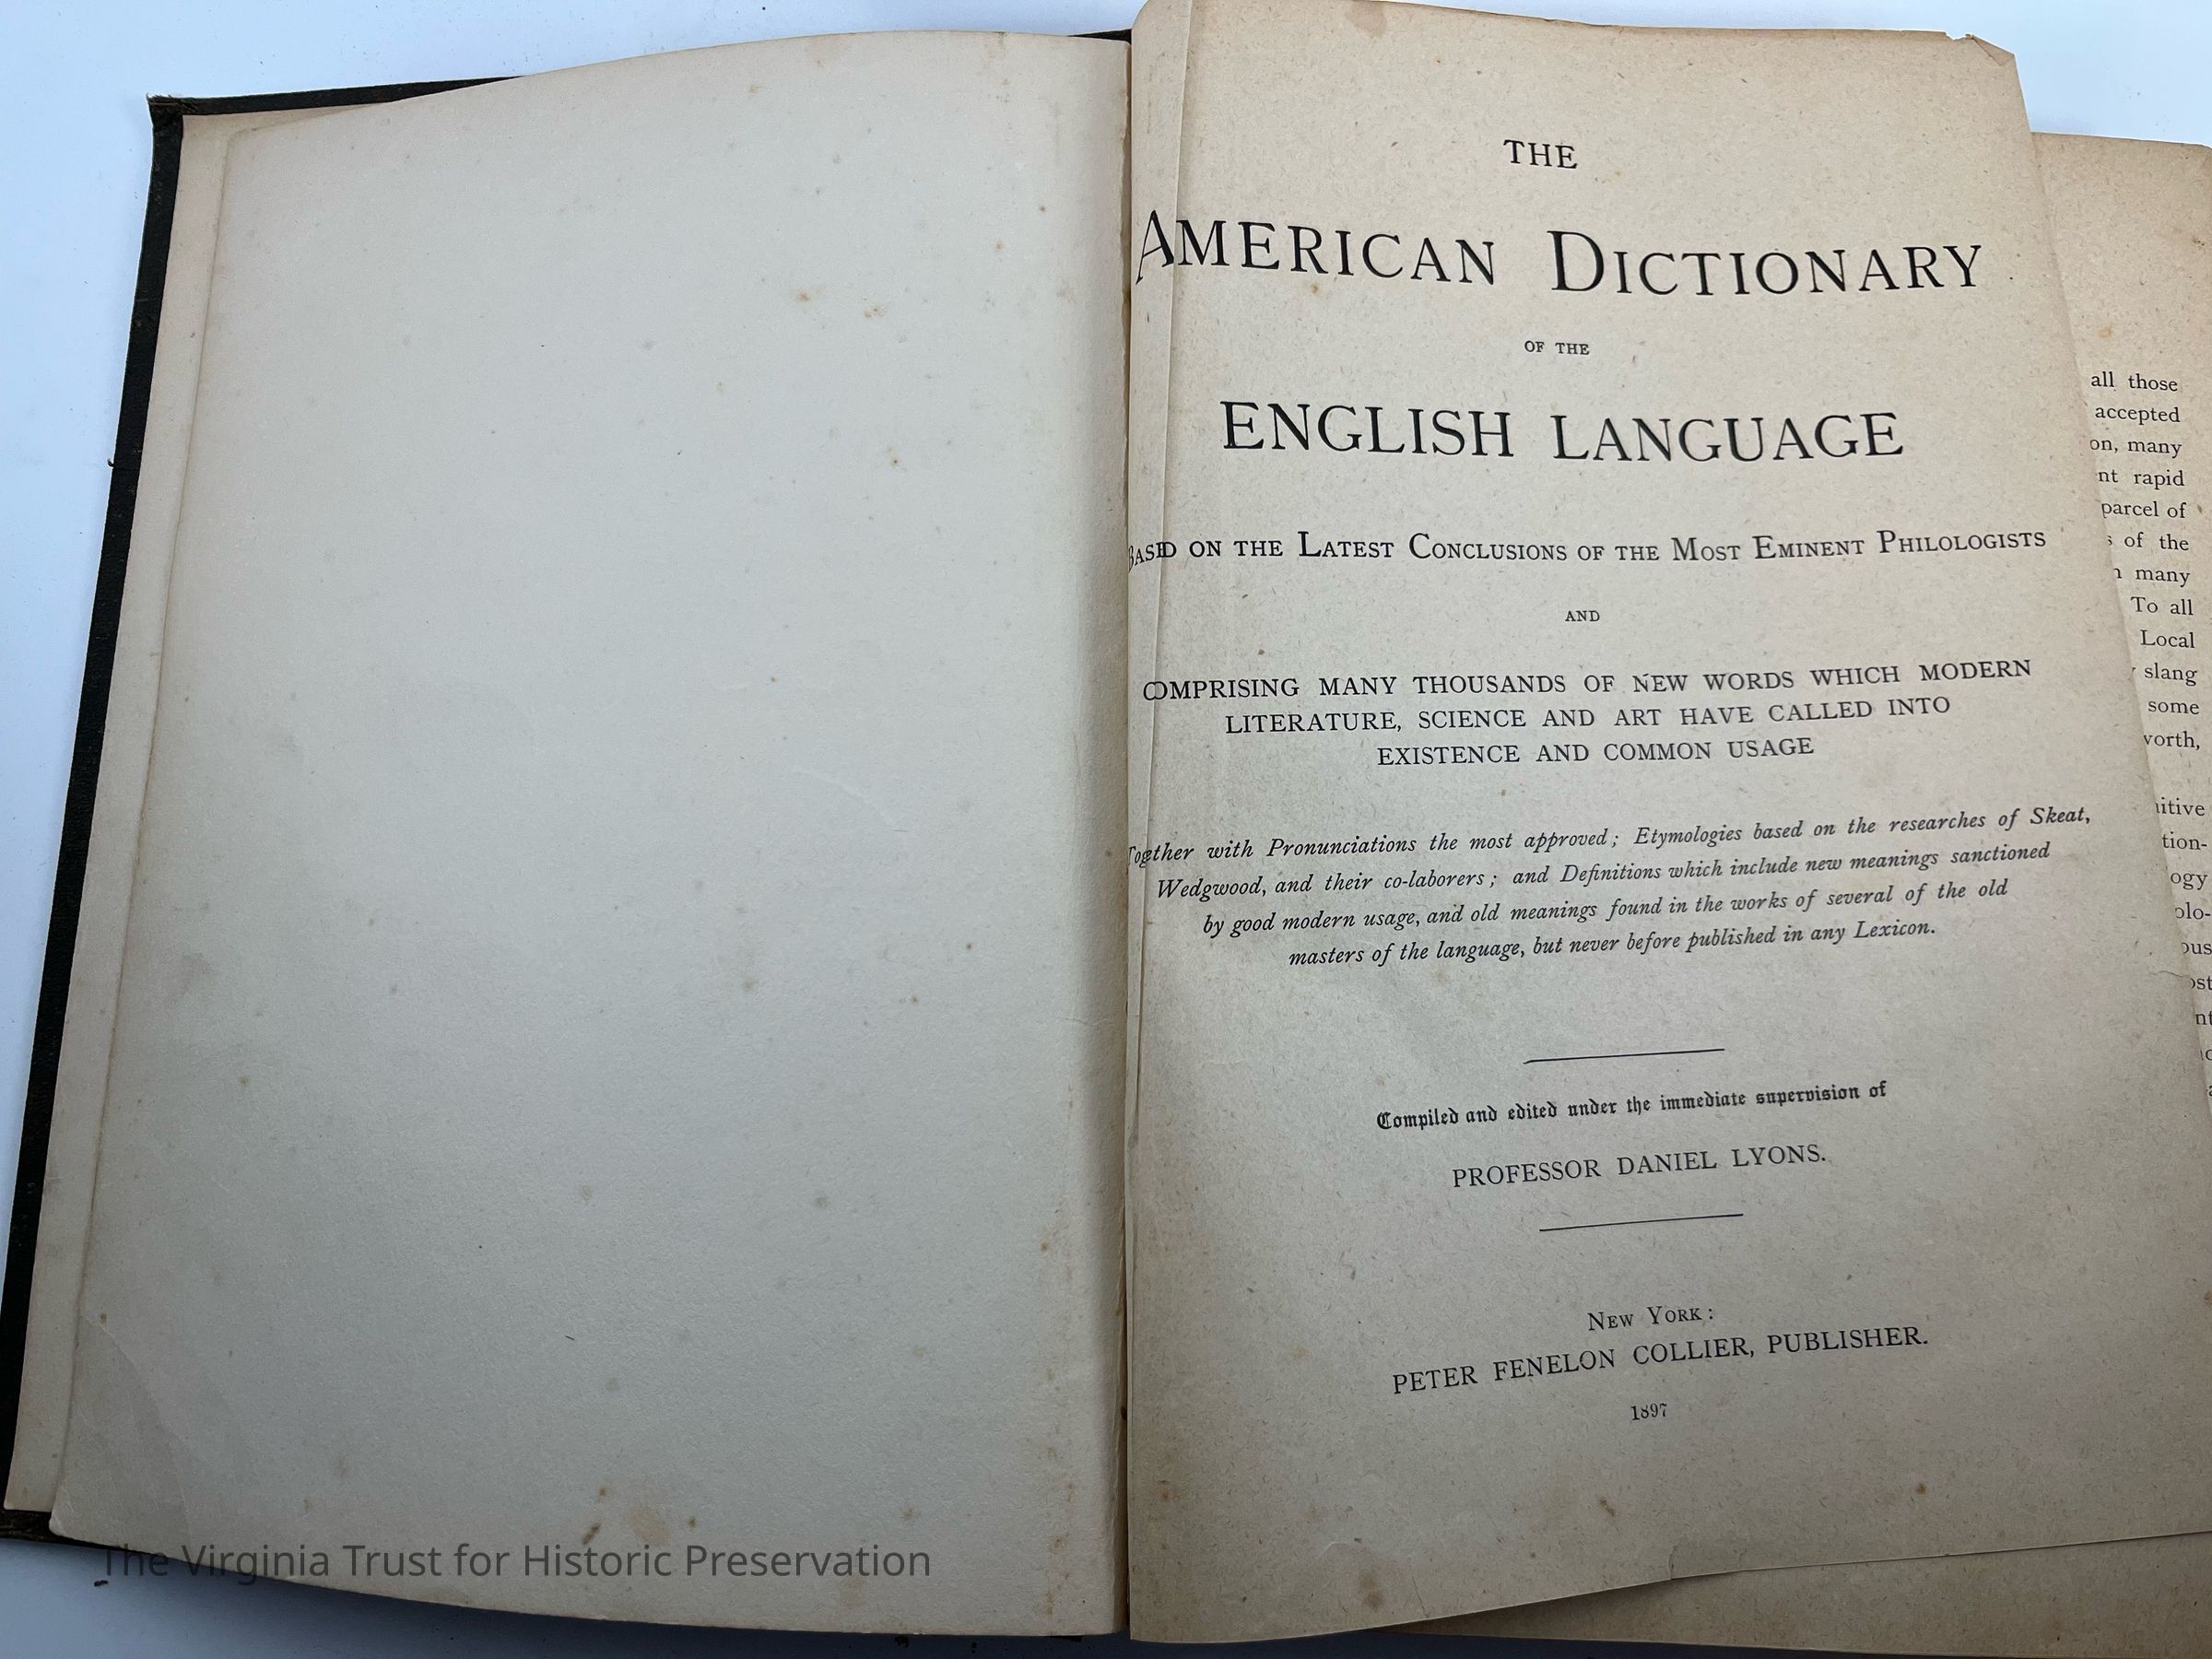 THE
AMERICAN DICTIONARY
OF THE
ENGLISH LANGUAGE
BASED ON THE LATEST CONCLUSIONS OF THE MOST EMINENT PHILOLOGISTS
AND
COMPRISING MANY THOUSANDS OF NEW WORDS WHICH MODERN
LITERATURE, SCIENCE AND ART HAVE CALLED INTO
EXISTENCE AND COMMON USAGE
Together with Pronunciations the most approved; Etymologies based on the researches of Skeat,
Wedgwood, and their co-laborers; and Definitions which include new meanings sanctioned
by good modern usage, and old meanings found in the works of several of the old
masters of the language, but never before published in any Lexicon.
Compiled and edited under the immediate supervision of
PROFESSOR DANIEL LYONS.
NEW YORK:
PETER FENELON COLLIER, PUBLISHER.
1897
all those
accepted
on, many
rapid
parcel of
of the
many
To all
Local
slang
some
The Virginia Trust for Historic Preservation